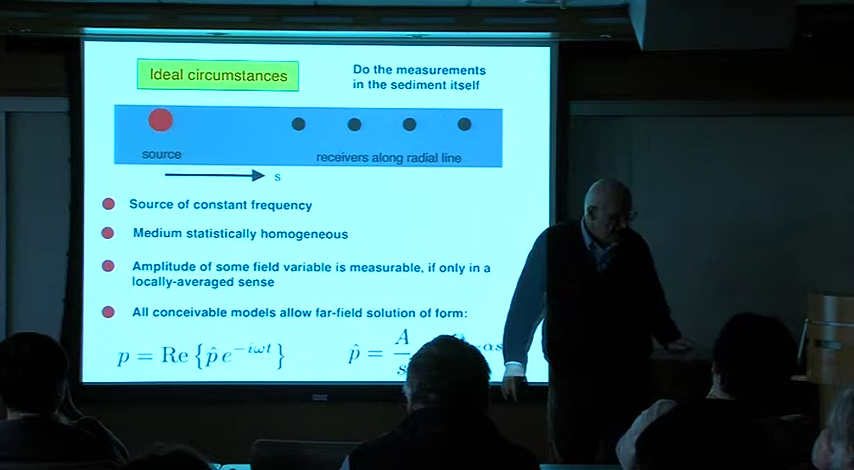 Ideal circumstances
Do the measurements
in the sediment itself
source
receivers along radial line
s
Source of constant frequency
Medium statistically homogeneous
Amplitude of some field variable is measurable, if only in a
locally-averaged sense
All conceivable models allow far-field solution of form:
p = Re { p̂ e^{-iωt} }
p̂ = A / s